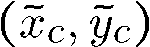 (x̃_c, ỹ_c)